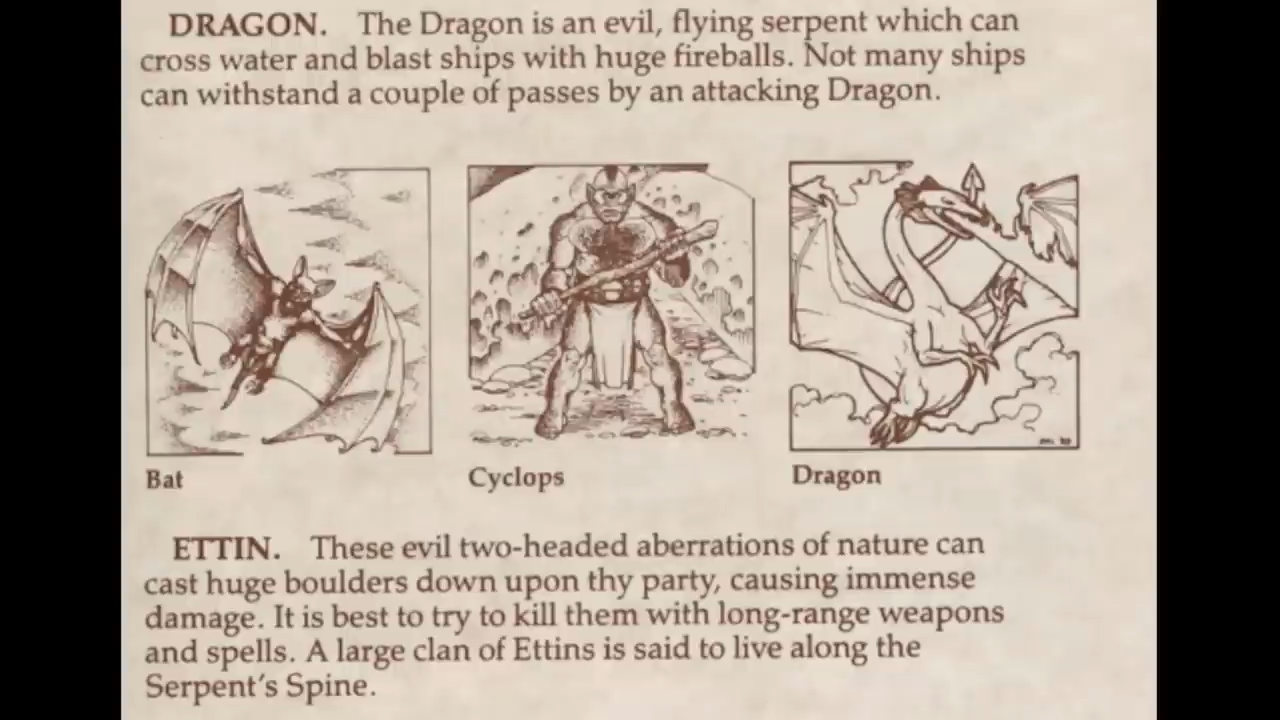 DRAGON. The Dragon is an evil, flying serpent which can
cross water and blast ships with huge fireballs. Not many ships
can withstand a couple of passes by an attacking Dragon.
Bat
Cyclops
Dragon
ETTIN. These evil two-headed aberrations of nature can
cast huge boulders down upon thy party, causing immense
damage. It is best to try to kill them with long-range weapons
and spells. A large clan of Ettins is said to live along the
Serpent's Spine.